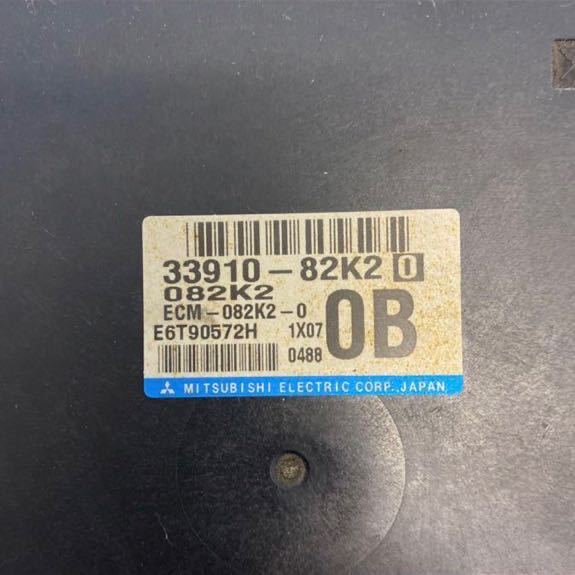 33910-82K2 0
082K2
ECM-082K2-0
E6T90572H 1X07
0488
0B
MITSUBISHI ELECTRIC CORP.,JAPAN